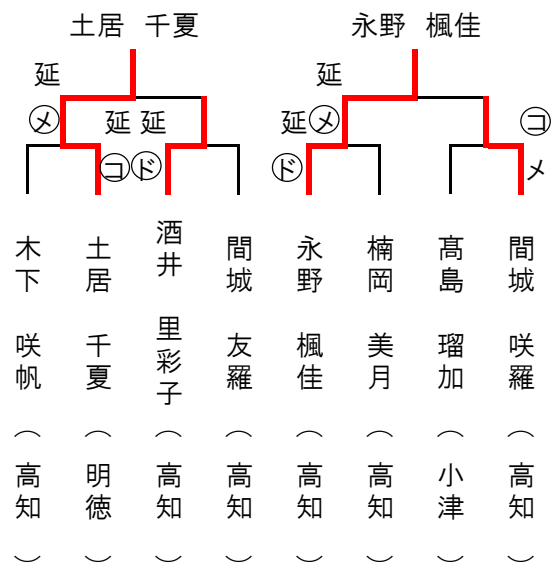 土居 千夏
永野 楓佳
延
延
㋱
延
延
延
㋱
㋙
㋙
㋣゙
㋣゙
メ
木下 咲帆（高知）
土居 千夏（明徳）
酒井 里彩子（高知）
間城 友羅（高知）
永野 楓佳（高知）
楠岡 美月（高知）
髙島 瑠加（小津）
間城 咲羅（高知）